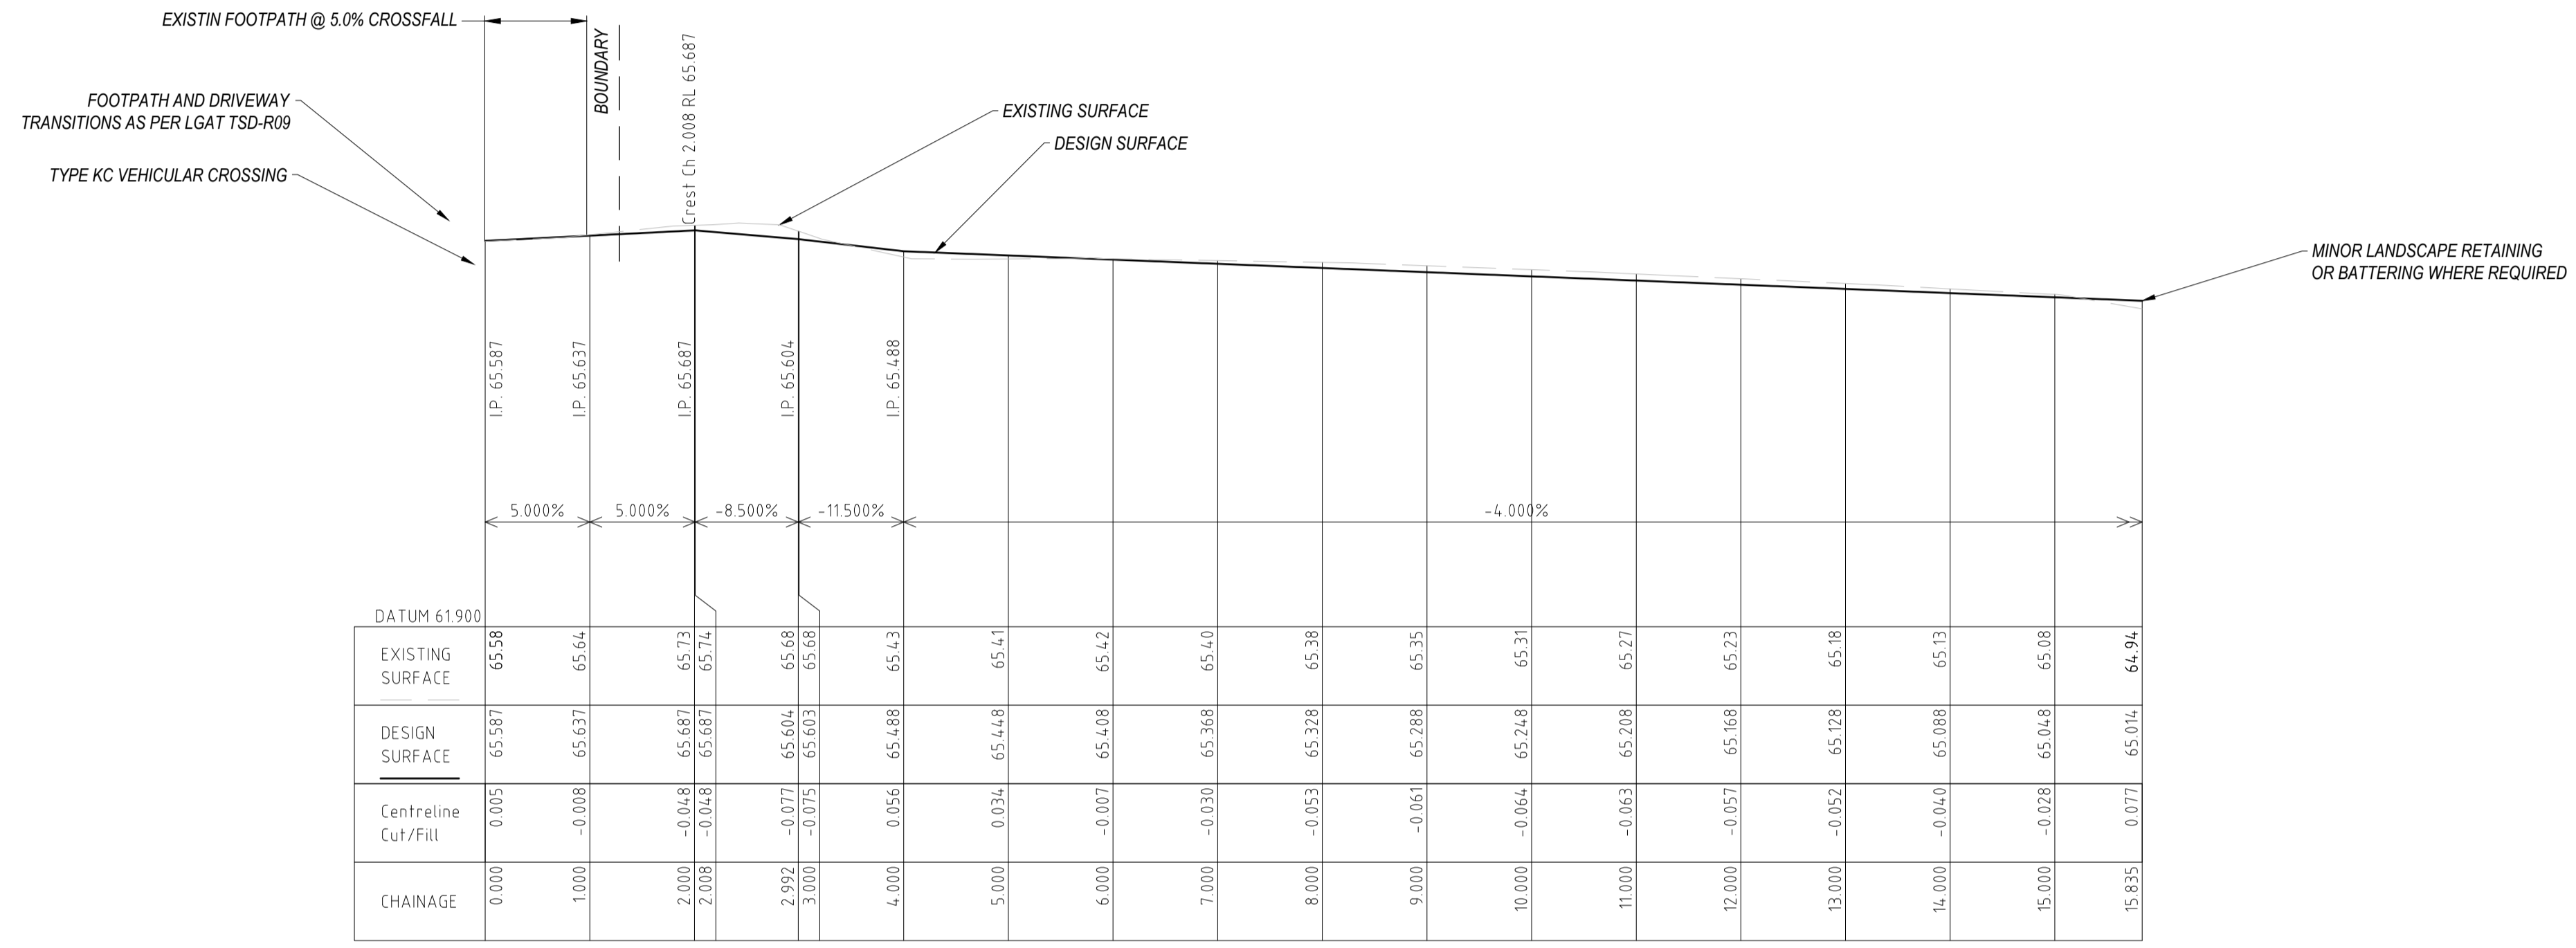 EXISTIN FOOTPATH @ 5.0% CROSSFALL
BOUNDARY
Crest Ch 2.008 RL 65.687
FOOTPATH AND DRIVEWAY
TRANSITIONS AS PER LGAT TSD-R09
TYPE KC VEHICULAR CROSSING
EXISTING SURFACE
DESIGN SURFACE
MINOR LANDSCAPE RETAINING
OR BATTERING WHERE REQUIRED
I.P. 65.587
I.P. 65.637
I.P. 65.687
I.P. 65.604
I.P. 65.488
5.000% 5.000% -8.500% -11.500% -4.000%
DATUM 61.900
EXISTING
SURFACE
65.58 65.64 65.73 65.74 65.68 65.68 65.43 65.41 65.42 65.40 65.38 65.35 65.31 65.27 65.23 65.18 65.13 65.08 64.94
DESIGN
SURFACE
65.587 65.637 65.687 65.687 65.604 65.603 65.488 65.448 65.408 65.368 65.328 65.288 65.248 65.208 65.168 65.128 65.088 65.048 65.014
Centreline
Cut/Fill
0.005 -0.008 -0.048 -0.048 -0.077 -0.075 0.056 0.034 -0.007 -0.030 -0.053 -0.061 -0.064 -0.063 -0.057 -0.052 -0.040 -0.028 0.077
CHAINAGE
0.000 1.000 2.000 2.008 2.992 3.000 4.000 5.000 6.000 7.000 8.000 9.000 10.000 11.000 12.000 13.000 14.000 15.000 15.835